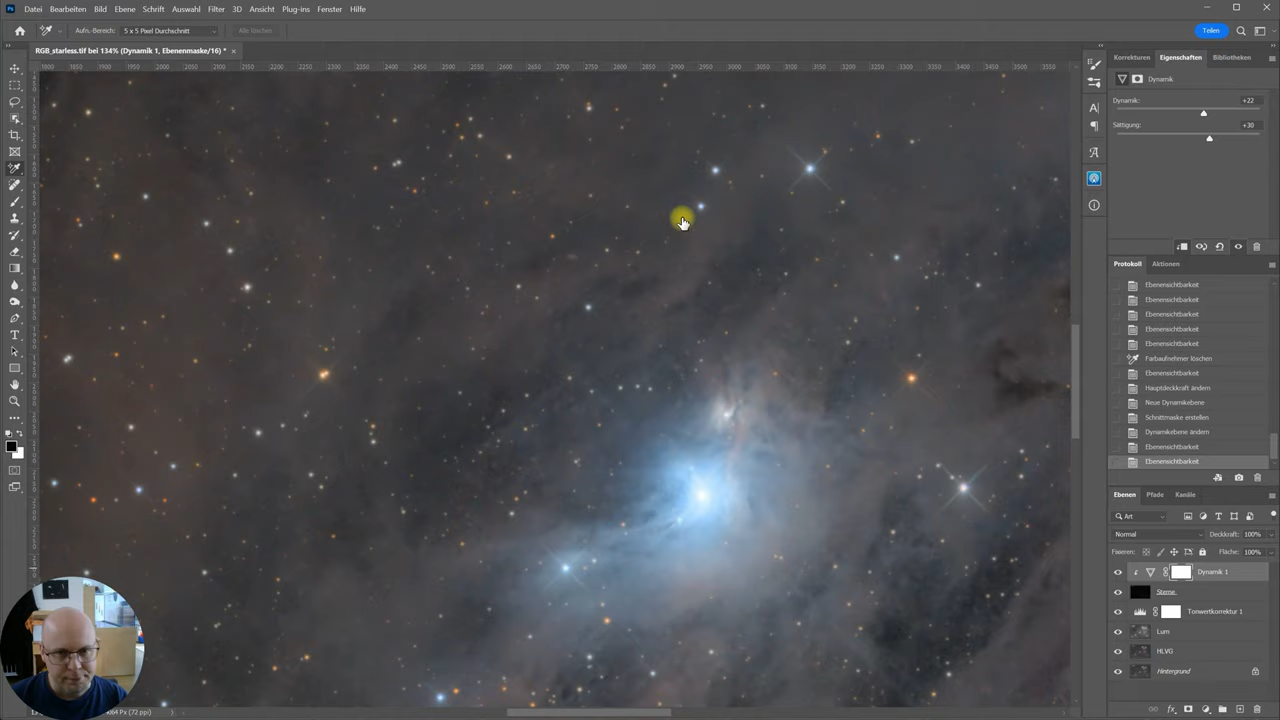 Datei Bearbeiten Bild Ebene Schrift Auswahl Filter 3D Ansicht Plug-ins Fenster Hilfe
Aufn.-Bereich: 5 x 5 Pixel Durchschnitt Alle löschen Teilen
RGB_starless.tif bei 134% (Dynamik 1, Ebenenmaske/16) *
Korrekturen Eigenschaften Bibliotheken
Dynamik
Dynamik: +22
Sättigung: +30
Protokoll Aktionen
Ebenensichtbarkeit
Ebenensichtbarkeit
Ebenensichtbarkeit
Ebenensichtbarkeit
Ebenensichtbarkeit
Farbaufnehmer löschen
Ebenensichtbarkeit
Hauptdeckkraft ändern
Neue Dynamikebene
Schnittmaske erstellen
Dynamikebene ändern
Ebenensichtbarkeit
Ebenensichtbarkeit
Ebenen Pfade Kanäle
Art
Normal Deckkraft: 100%
Fixieren: Fläche: 100%
Dynamik 1
Sterne
Tonwertkorrektur 1
Lum
HLVG
Hintergrund
Px (72 ppi)